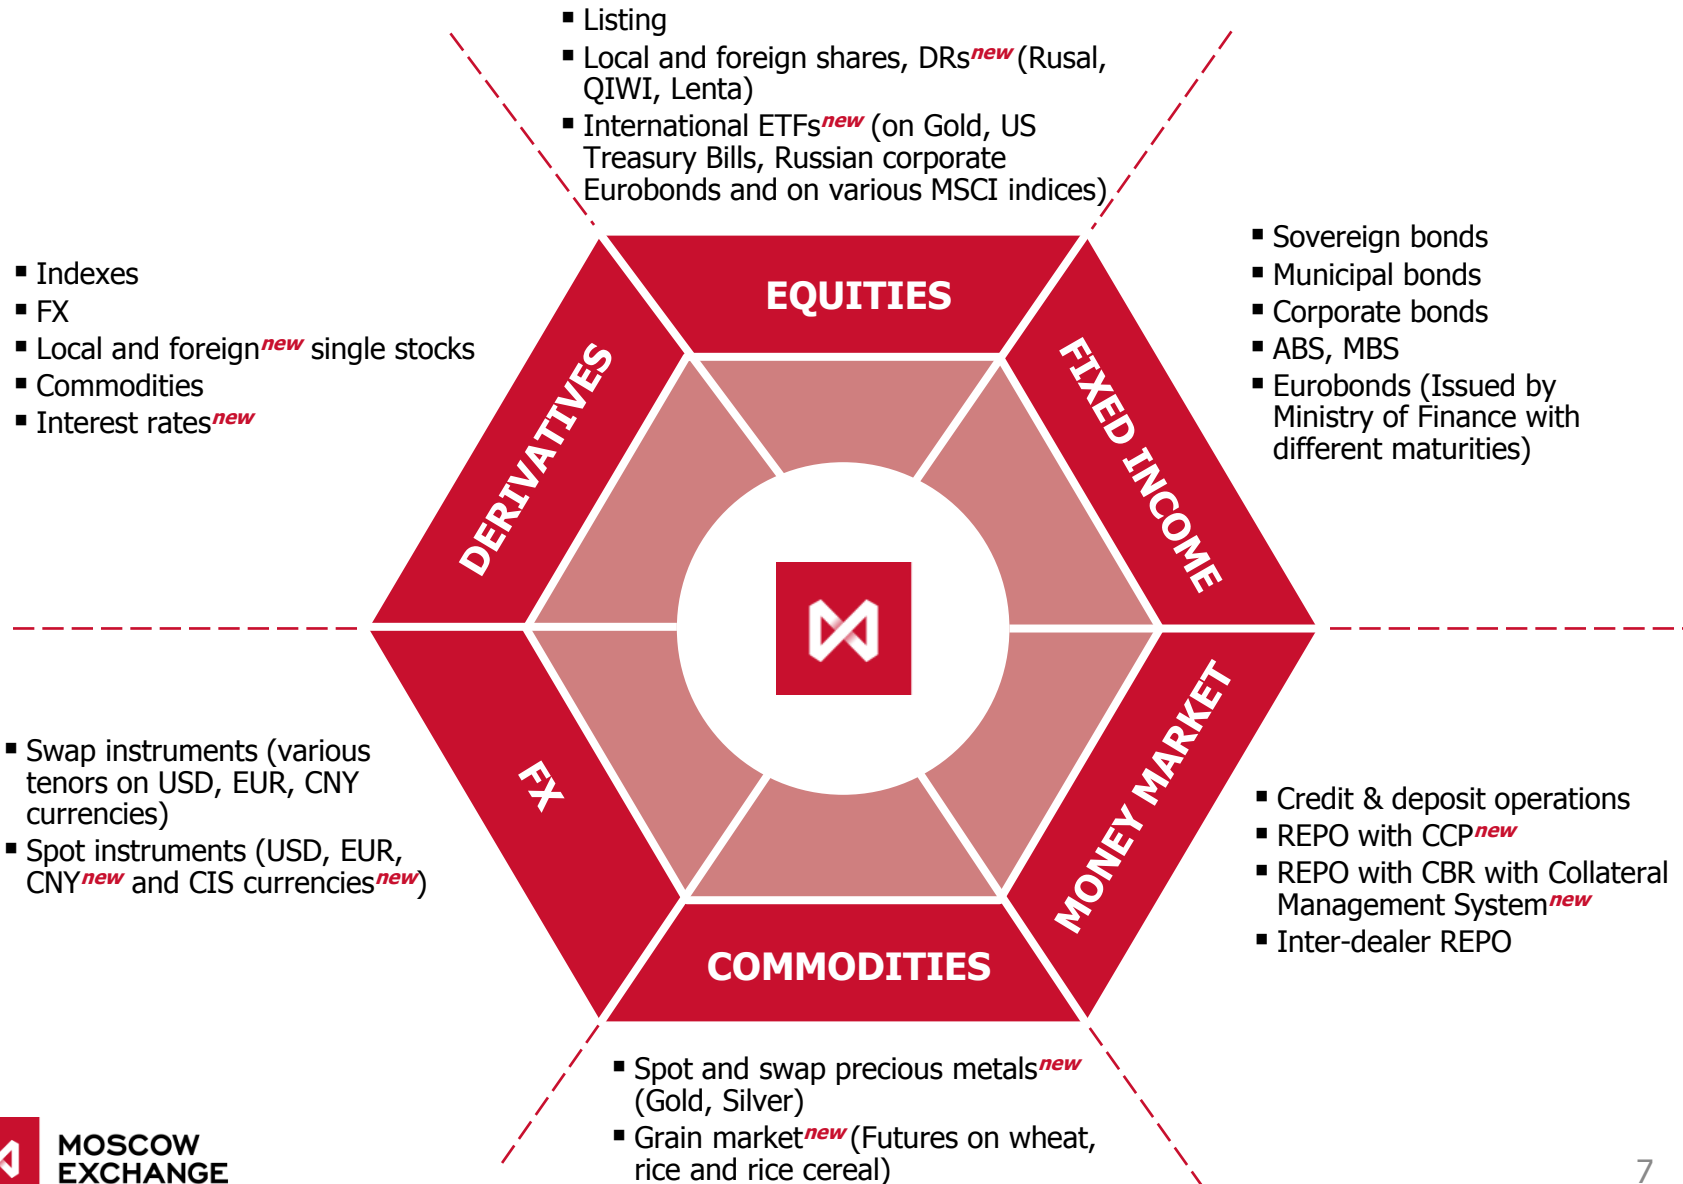 ▪ Listing
▪ Local and foreign shares, DRsnew (Rusal,
QIWI, Lenta)
▪ International ETFsnew (on Gold, US
Treasury Bills, Russian corporate
Eurobonds and on various MSCI indices)
▪ Indexes
▪ FX
▪ Local and foreignnew single stocks
▪ Commodities
▪ Interest ratesnew
▪ Sovereign bonds
▪ Municipal bonds
▪ Corporate bonds
▪ ABS, MBS
▪ Eurobonds (Issued by
Ministry of Finance with
different maturities)
EQUITIES
DERIVATIVES
FIXED INCOME
FX
MONEY MARKET
COMMODITIES
▪ Swap instruments (various
tenors on USD, EUR, CNY
currencies)
▪ Spot instruments (USD, EUR,
CNYnew and CIS currenciesnew)
▪ Credit & deposit operations
▪ REPO with CCPnew
▪ REPO with CBR with Collateral
Management Systemnew
▪ Inter-dealer REPO
▪ Spot and swap precious metalsnew
(Gold, Silver)
▪ Grain marketnew (Futures on wheat,
rice and rice cereal)
MOSCOW
EXCHANGE
7